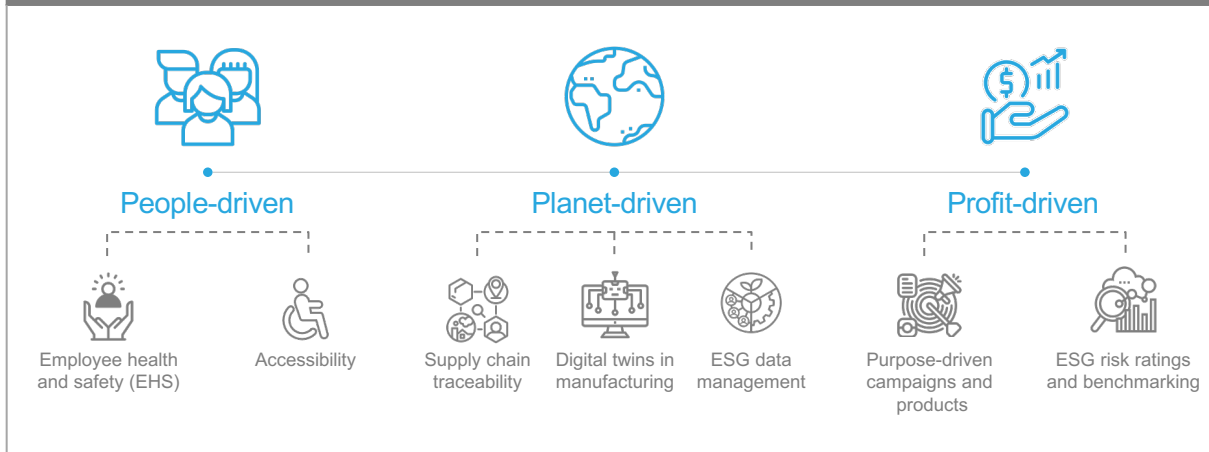 People-driven
Planet-driven
Profit-driven
Employee health
and safety (EHS)
Accessibility
Supply chain
traceability
Digital twins in
manufacturing
ESG data
management
Purpose-driven
campaigns and
products
ESG risk ratings
and benchmarking